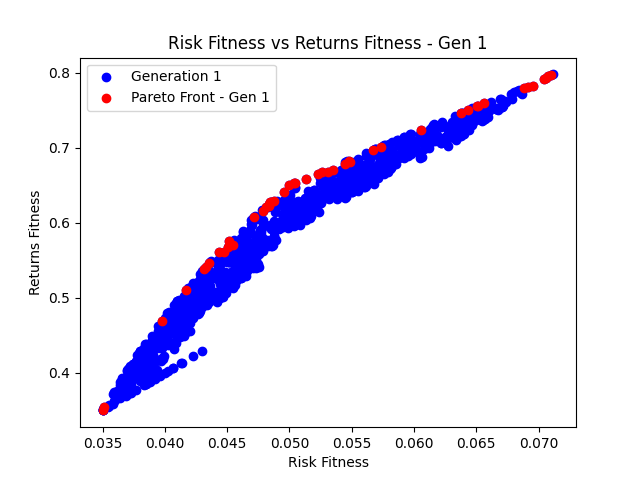 Risk Fitness vs Returns Fitness - Gen 1
Generation 1
Pareto Front - Gen 1
0.8
0.7
0.6
0.5
0.4
Returns Fitness
0.035 0.040 0.045 0.050 0.055 0.060 0.065 0.070
Risk Fitness